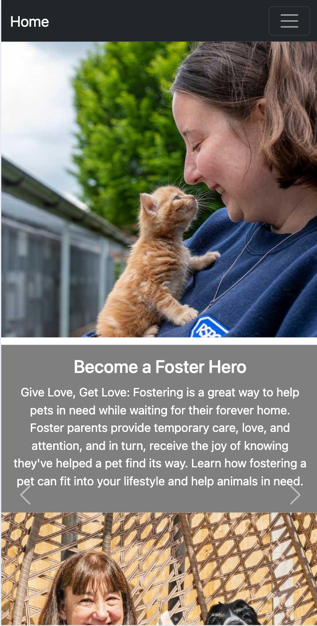 Home
RSPCA
Become a Foster Hero
Give Love, Get Love: Fostering is a great way to help
pets in need while waiting for their forever home.
Foster parents provide temporary care, love, and
attention, and in turn, receive the joy of knowing
they've helped a pet find its way. Learn how fostering a
pet can fit into your lifestyle and help animals in need.